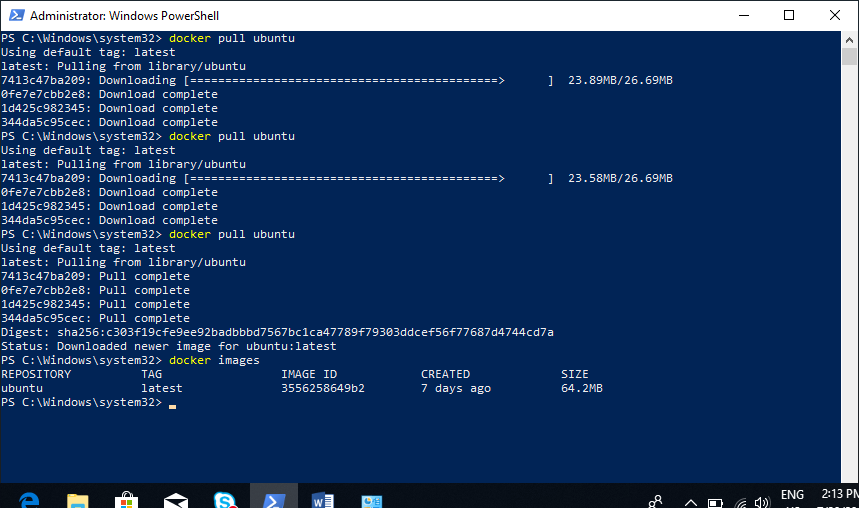 Administrator: Windows PowerShell
PS C:\Windows\system32> docker pull ubuntu
Using default tag: latest
latest: Pulling from library/ubuntu
7413c47ba209: Downloading [============================================>      ]  23.89MB/26.69MB
0fe7e7cbb2e8: Download complete
1d425c982345: Download complete
344da5c95cec: Download complete
PS C:\Windows\system32> docker pull ubuntu
Using default tag: latest
latest: Pulling from library/ubuntu
7413c47ba209: Downloading [============================================>      ]  23.58MB/26.69MB
0fe7e7cbb2e8: Download complete
1d425c982345: Download complete
344da5c95cec: Download complete
PS C:\Windows\system32> docker pull ubuntu
Using default tag: latest
latest: Pulling from library/ubuntu
7413c47ba209: Pull complete
0fe7e7cbb2e8: Pull complete
1d425c982345: Pull complete
344da5c95cec: Pull complete
Digest: sha256:c303f19cfe9ee92badbbbd7567bc1ca47789f79303ddcef56f77687d4744cd7a
Status: Downloaded newer image for ubuntu:latest
PS C:\Windows\system32> docker images
REPOSITORY          TAG                 IMAGE ID            CREATED             SIZE
ubuntu              latest              3556258649b2        7 days ago          64.2MB
PS C:\Windows\system32>
ENG 2:13 PM